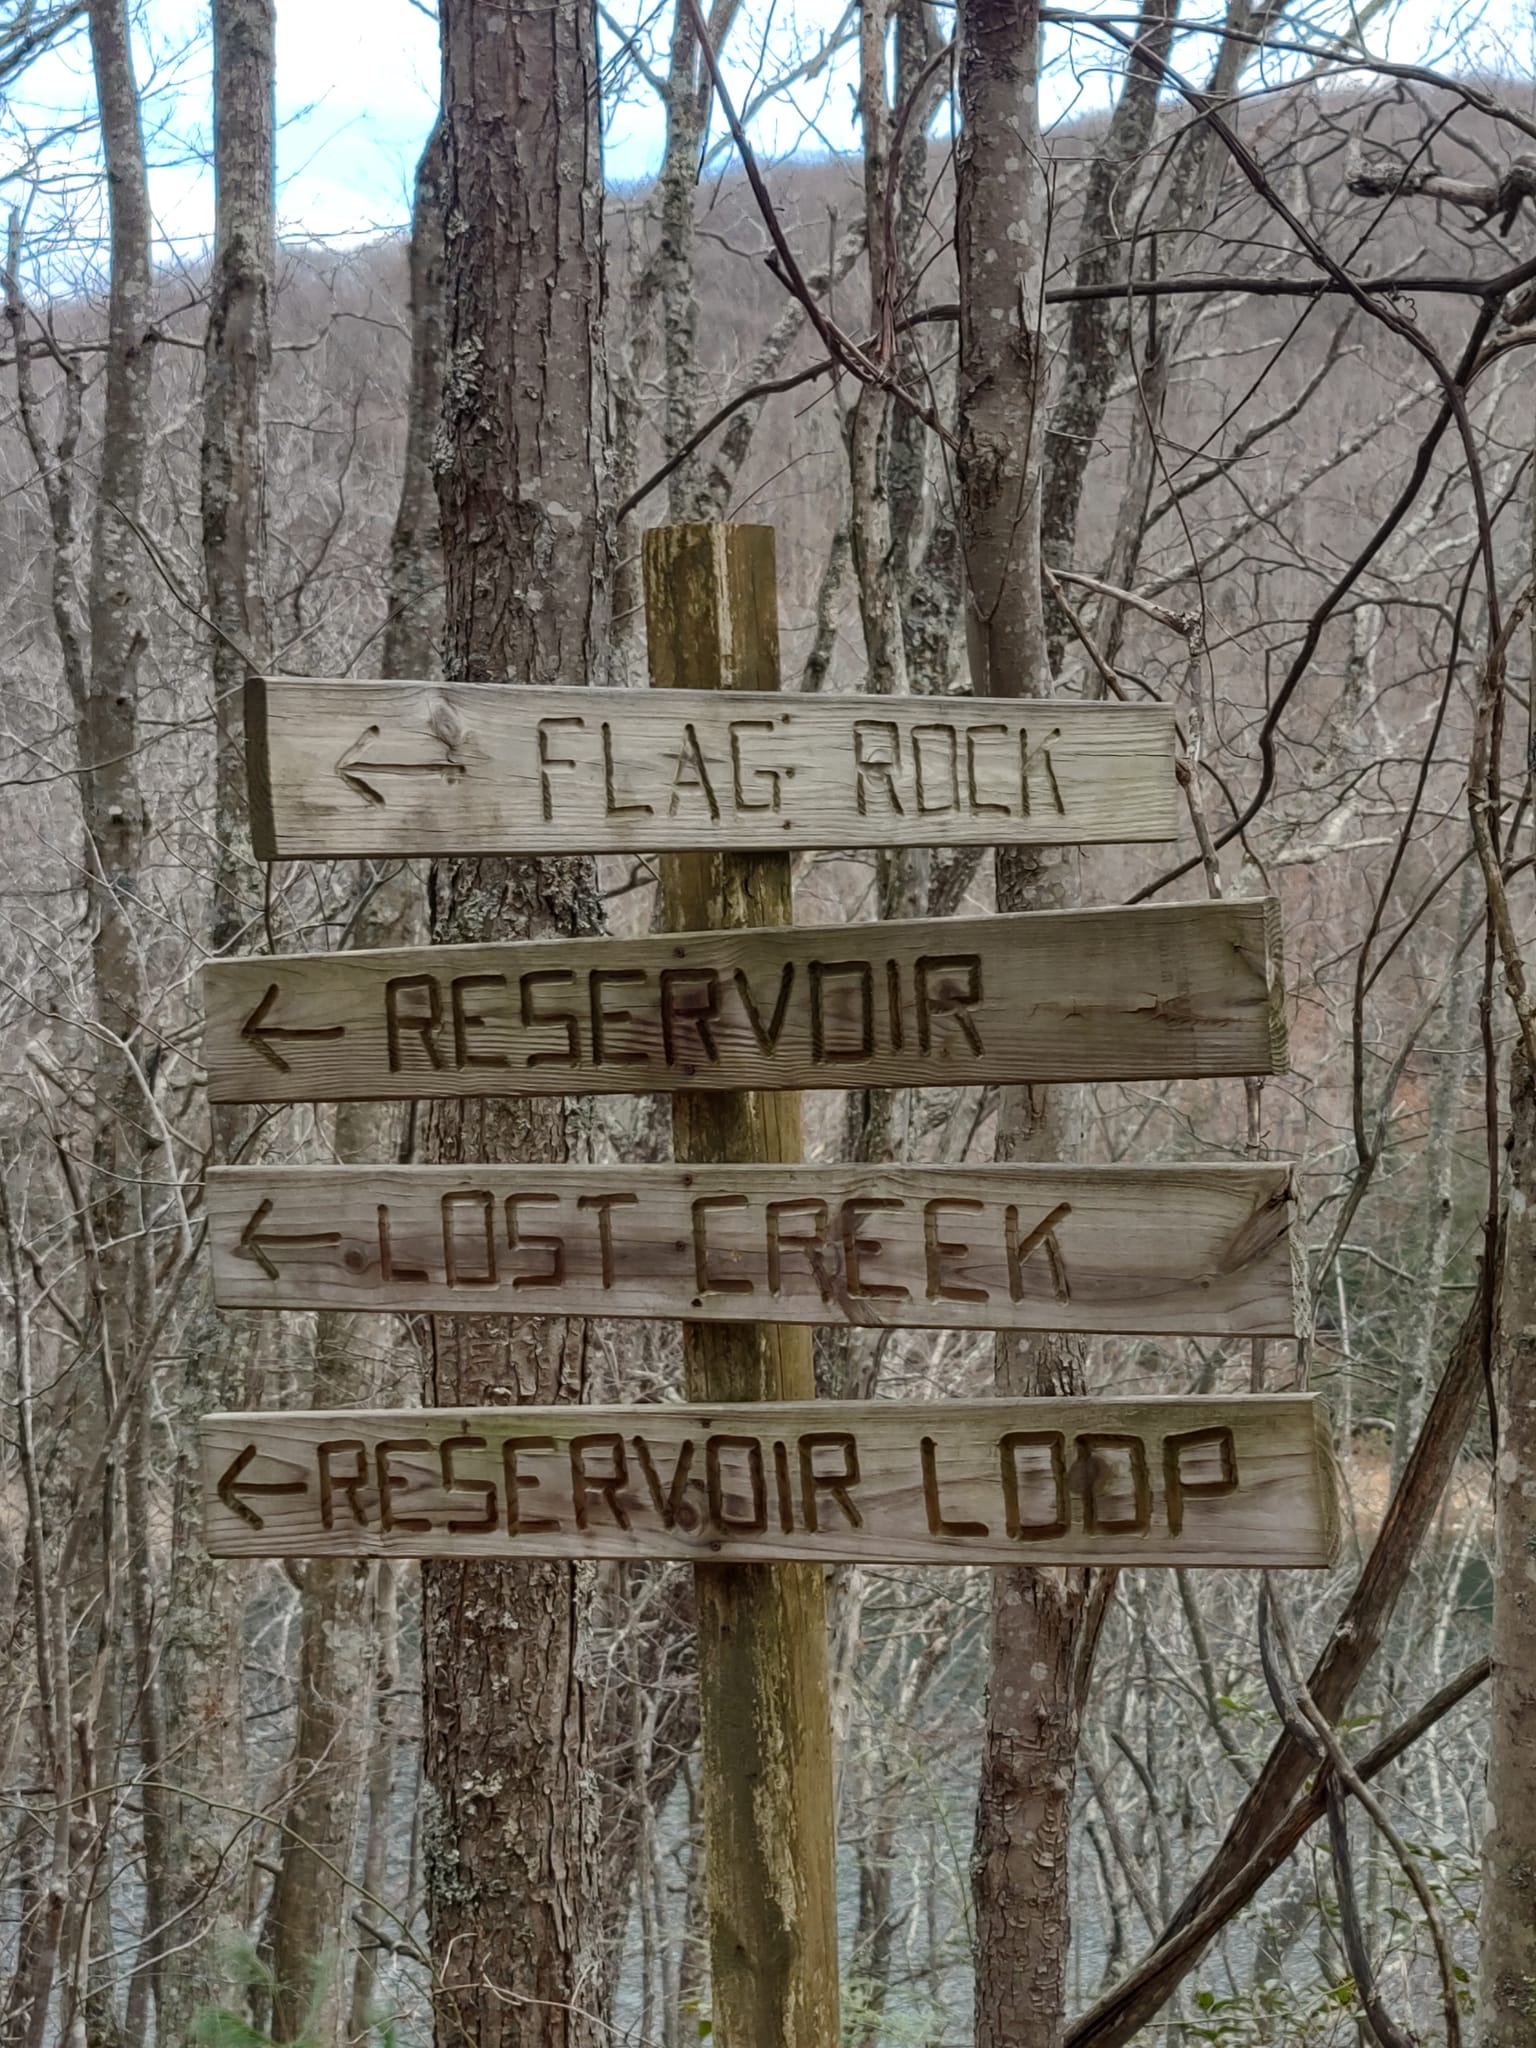 ← FLAG ROCK
← RESERVOIR
← LOST CREEK
← RESERVOIR LOOP